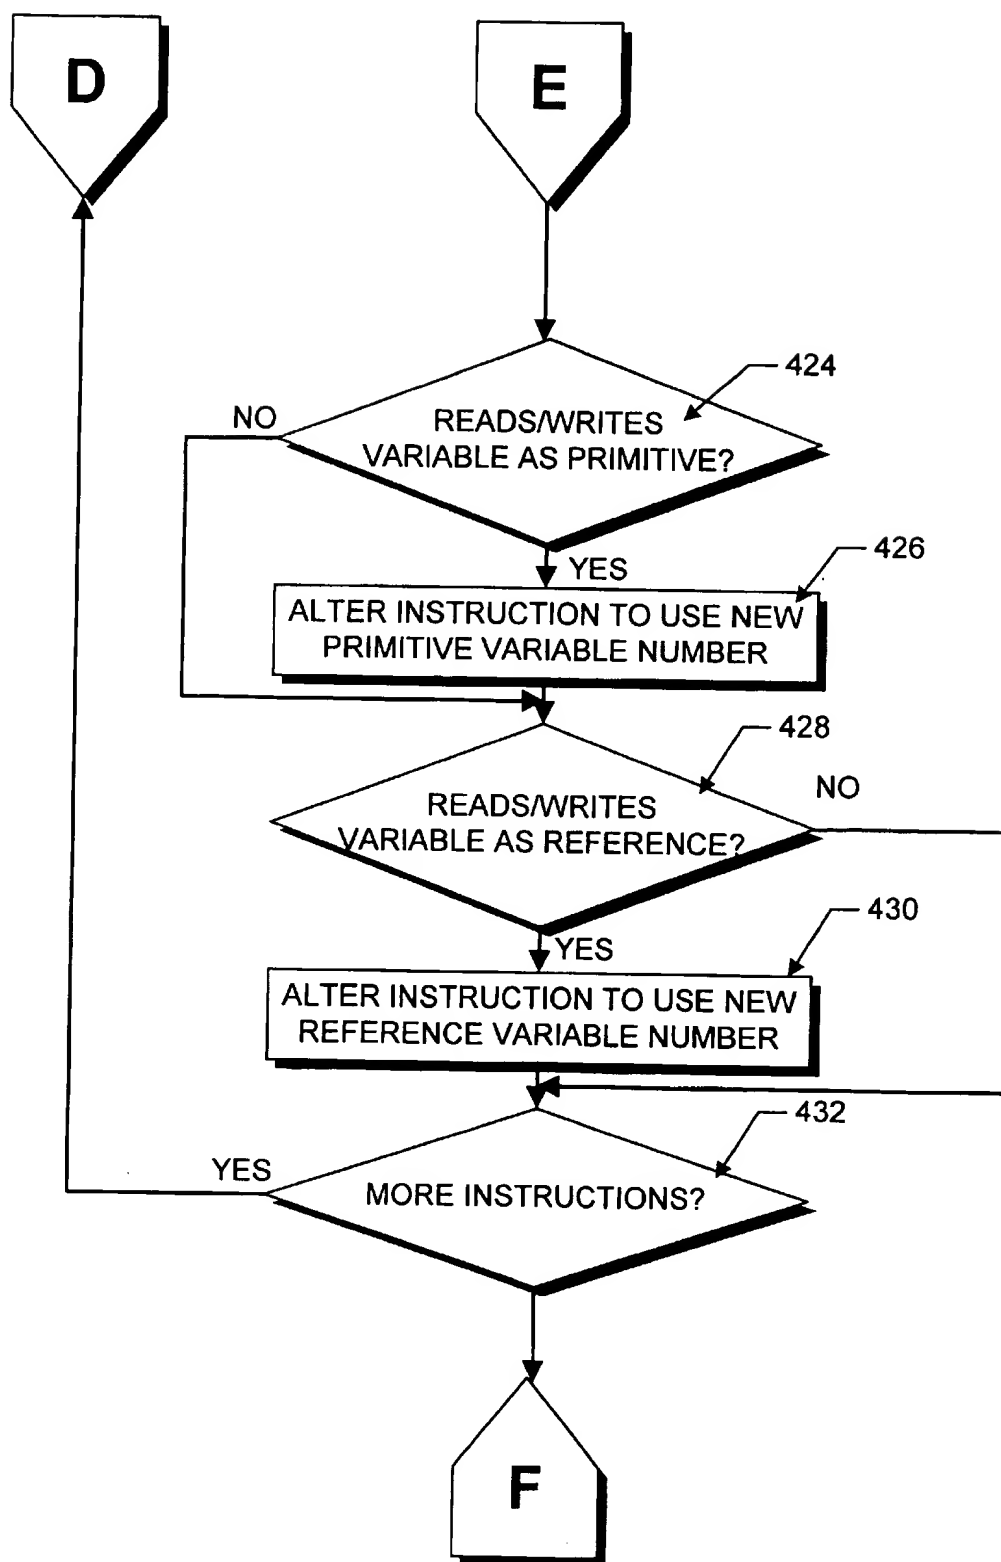 D
E
424
NO
READS/WRITES
VARIABLE AS PRIMITIVE?
426
YES
ALTER INSTRUCTION TO USE NEW
PRIMITIVE VARIABLE NUMBER
428
NO
READS/WRITES
VARIABLE AS REFERENCE?
430
YES
ALTER INSTRUCTION TO USE NEW
REFERENCE VARIABLE NUMBER
432
YES
MORE INSTRUCTIONS?
F